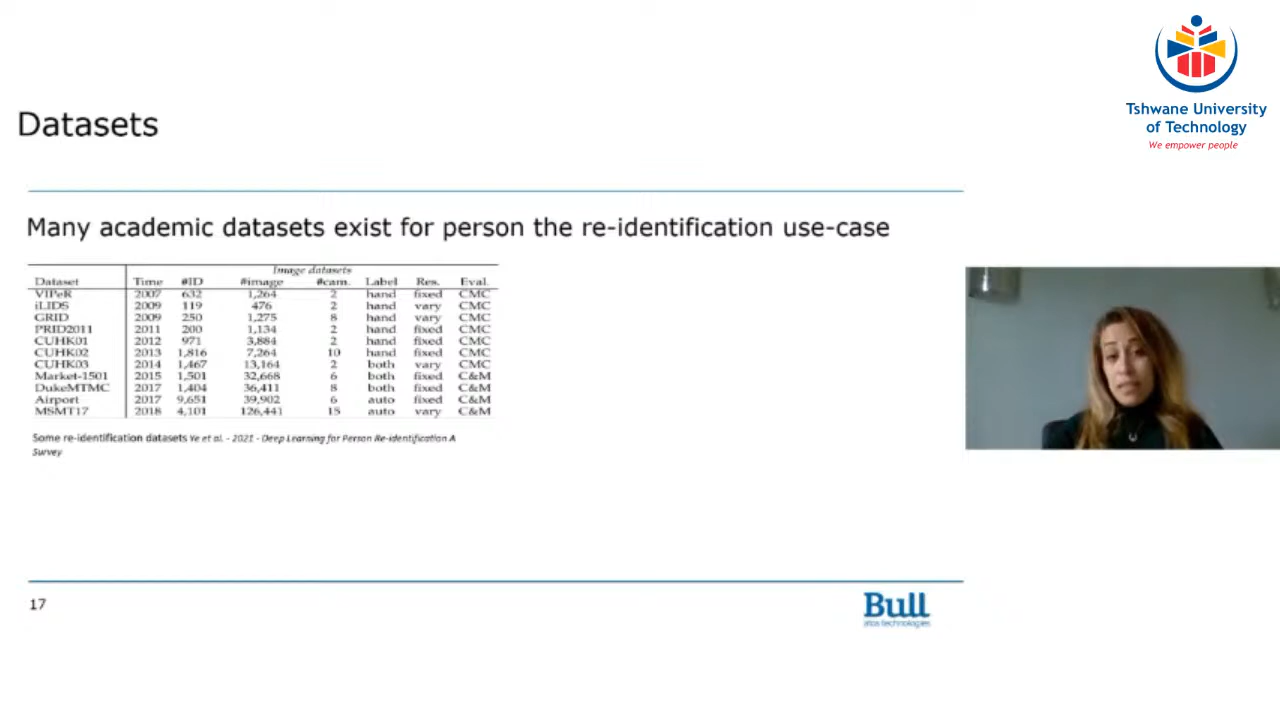 Tshwane University
of Technology
We empower people
Datasets
Many academic datasets exist for person the re-identification use-case
Image datasets
Dataset Time #ID #image #cam. Label Res. Eval.
VIPeR 2007 632 1,264 2 hand fixed CMC
iLIDS 2009 119 476 2 hand vary CMC
GRID 2009 250 1,275 8 hand vary CMC
PRID2011 2011 200 1,134 2 hand fixed CMC
CUHK01 2012 971 3,884 2 hand fixed CMC
CUHK02 2013 1,816 7,264 10 hand fixed CMC
CUHK03 2014 1,467 13,164 2 both vary CMC
Market-1501 2015 1,501 32,668 6 both fixed C&M
DukeMTMC 2017 1,404 36,411 8 both fixed C&M
Airport 2017 9,651 39,902 6 auto fixed C&M
MSMT17 2018 4,101 126,441 15 auto vary C&M
Some re-identification datasets Ye et al. - 2021 - Deep Learning for Person Re-identification A
Survey
17
Bull
atos technologies